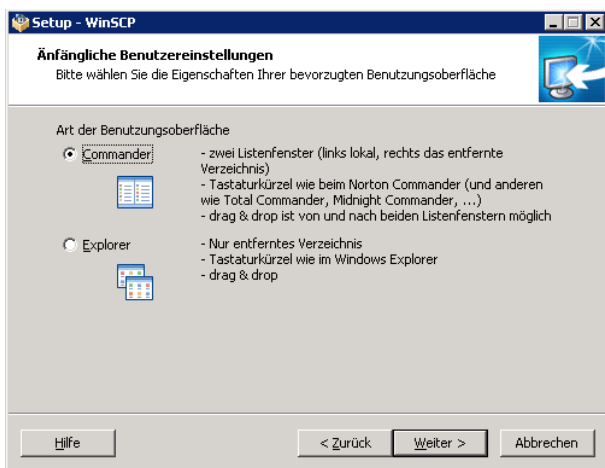 Setup - WinSCP
Änfängliche Benutzereinstellungen
Bitte wählen Sie die Eigenschaften Ihrer bevorzugten Benutzungsoberfläche
Art der Benutzungsoberfläche
Commander
- zwei Listenfenster (links lokal, rechts das entfernte
Verzeichnis)
- Tastaturkürzel wie beim Norton Commander (und anderen
wie Total Commander, Midnight Commander, ...)
- drag & drop ist von und nach beiden Listenfenstern möglich
Explorer
- Nur entferntes Verzeichnis
- Tastaturkürzel wie im Windows Explorer
- drag & drop
Hilfe
< Zurück
Weiter >
Abbrechen